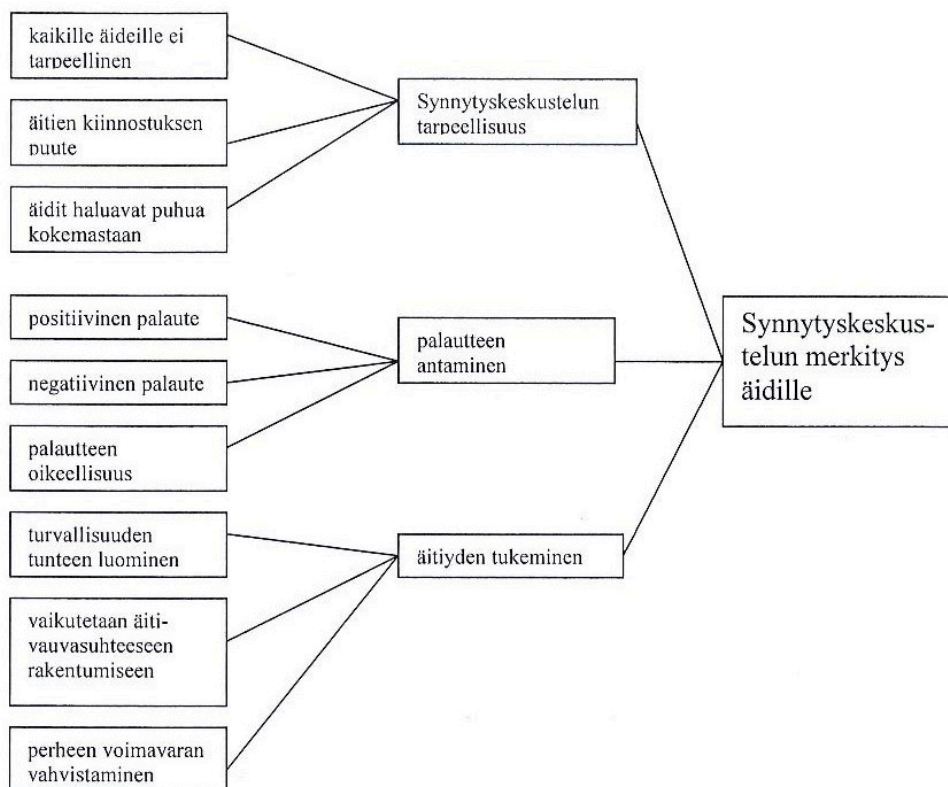 kaikille äideille ei
tarpeellinen
äitien kiinnostuksen
puute
äidit haluavat puhua
kokemastaan
Synnytyskeskustelun
tarpeellisuus
positiivinen palaute
negatiivinen palaute
palautteen
oikeellisuus
palautteen
antaminen
turvallisuuden
tunteen luominen
vaikutetaan äiti-
vauvasuhteeseen
rakentumiseen
perheen voimavaran
vahvistaminen
äitiyden tukeminen
Synnytyskeskus-
telun merkitys
äidille